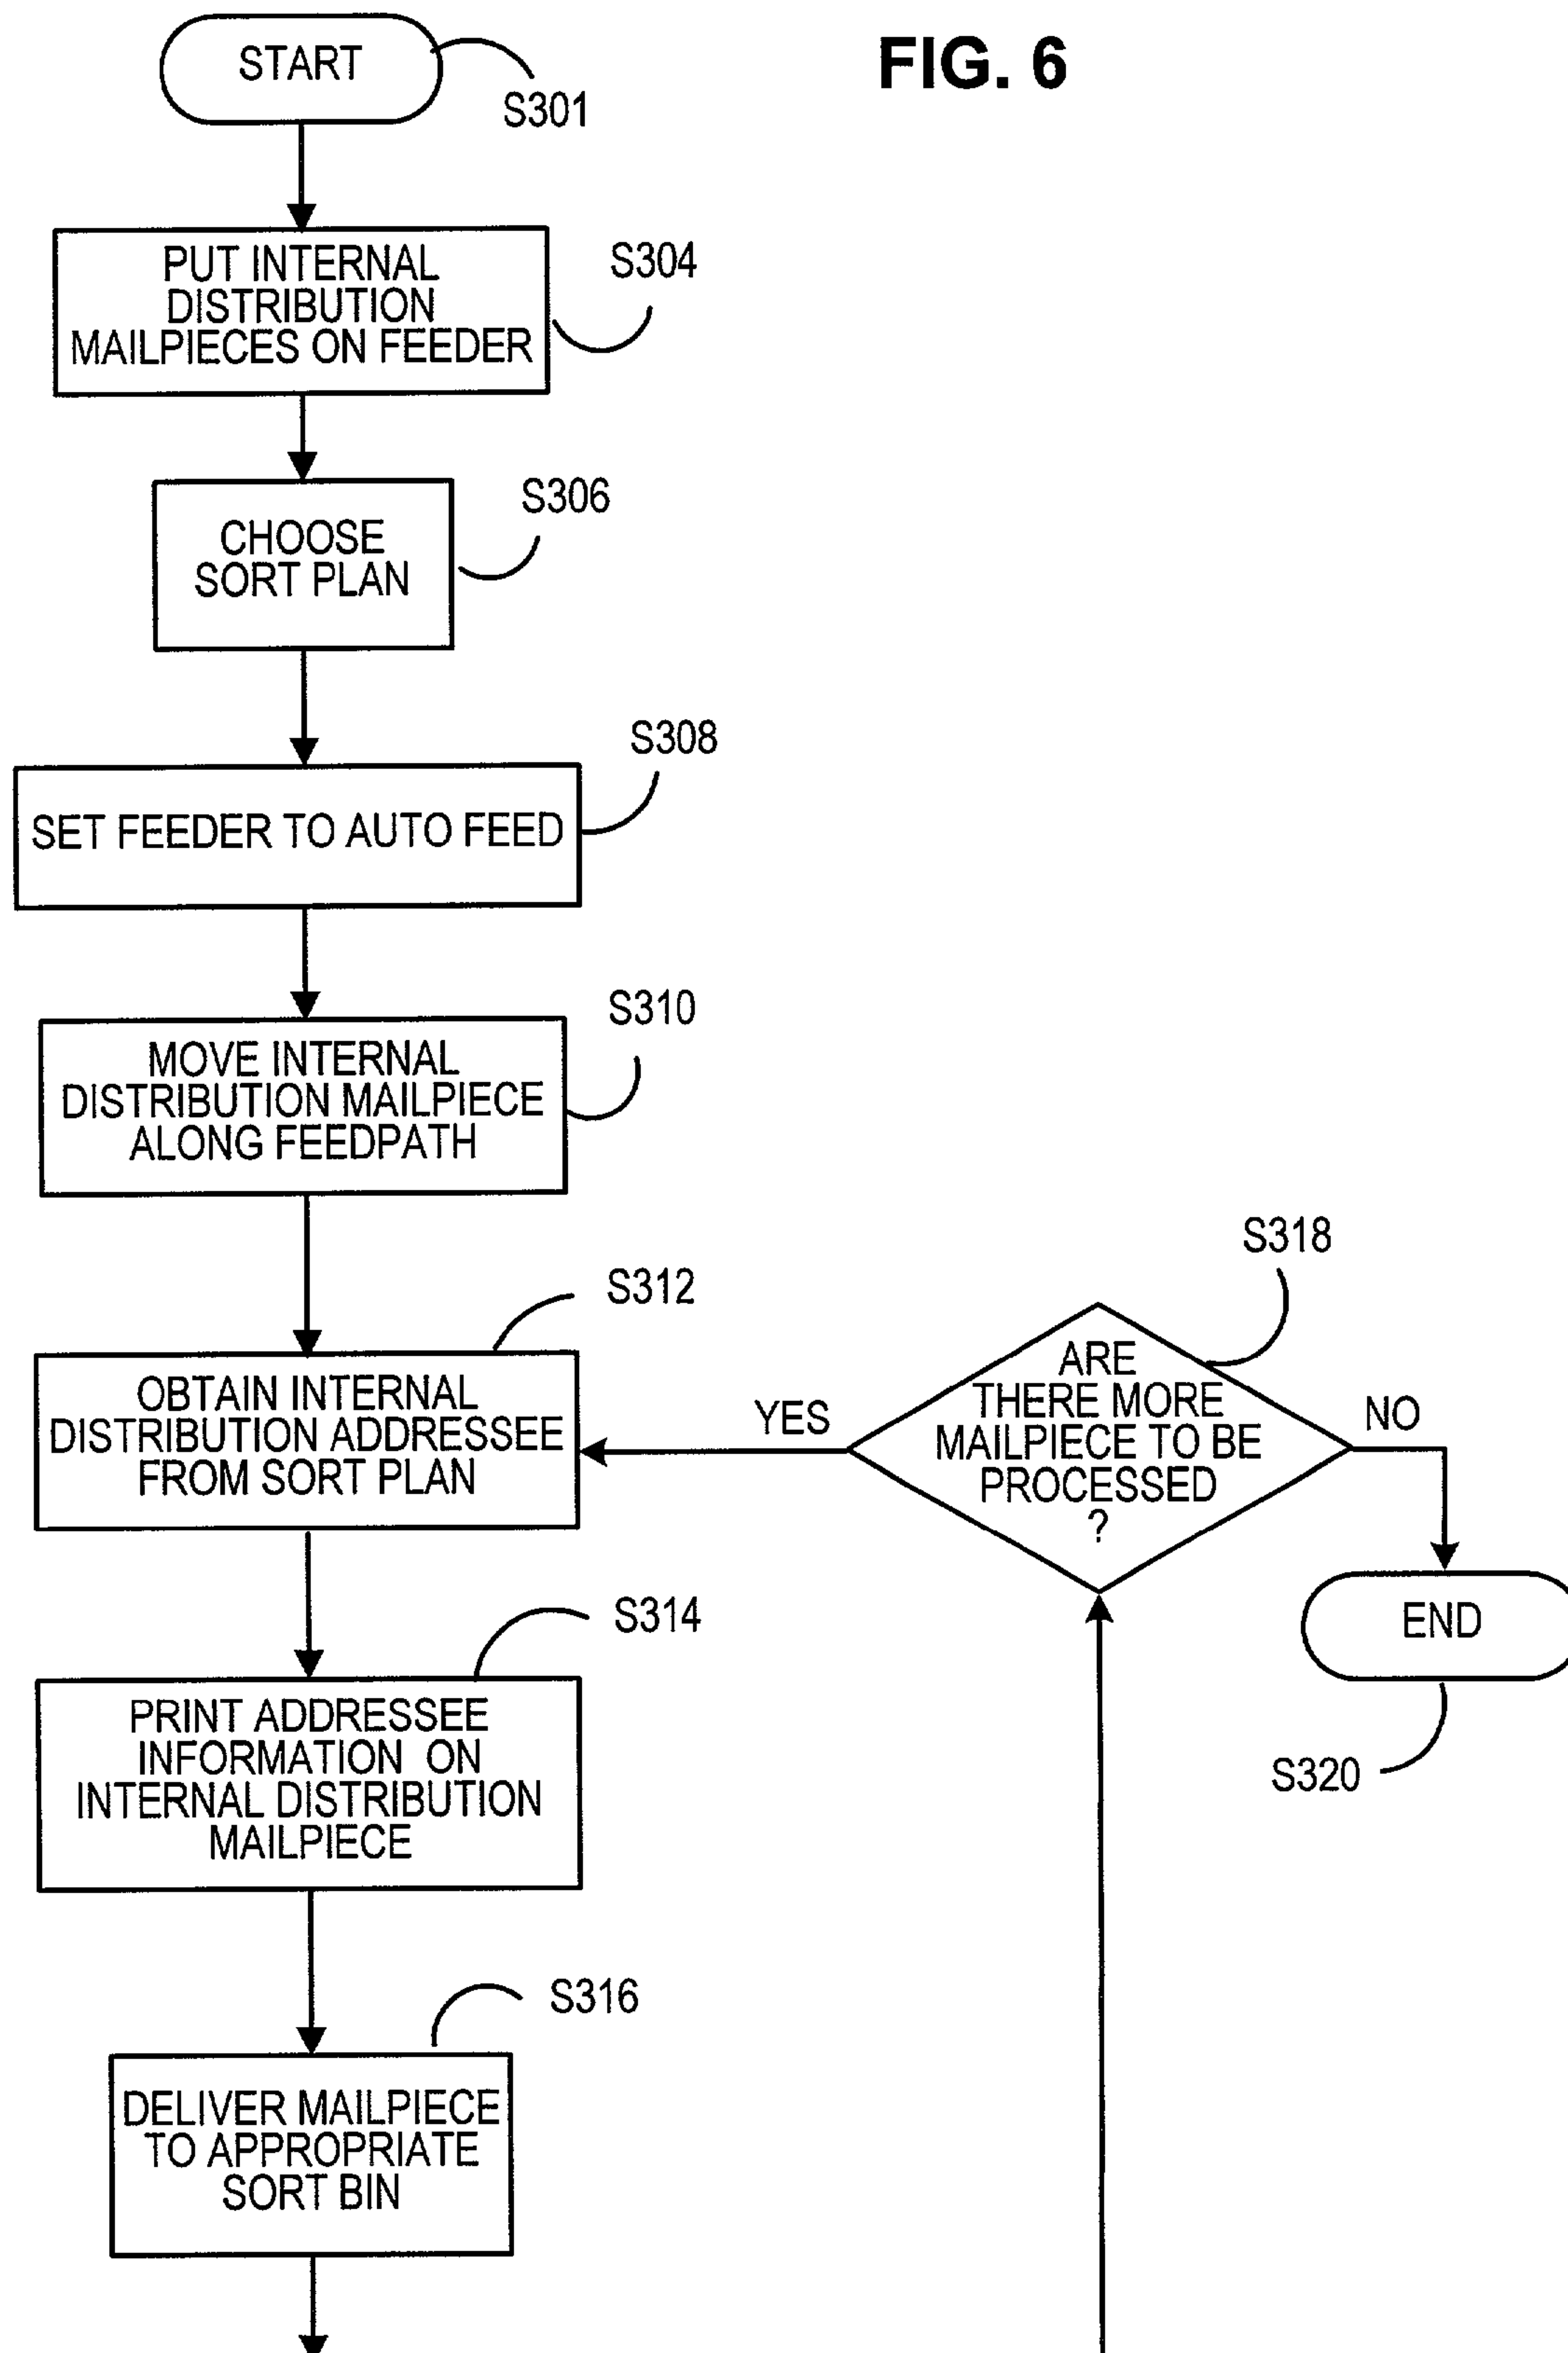 FIG. 6
START
S301
PUT INTERNAL
DISTRIBUTION
MAILPIECES ON FEEDER
S304
CHOOSE
SORT PLAN
S306
SET FEEDER TO AUTO FEED
S308
MOVE INTERNAL
DISTRIBUTION MAILPIECE
ALONG FEEDPATH
S310
OBTAIN INTERNAL
DISTRIBUTION ADDRESSEE
FROM SORT PLAN
S312
PRINT ADDRESSEE
INFORMATION ON
INTERNAL DISTRIBUTION
MAILPIECE
S314
DELIVER MAILPIECE
TO APPROPRIATE
SORT BIN
S316
ARE
THERE MORE
MAILPIECE TO BE
PROCESSED
?
S318
YES
NO
END
S320